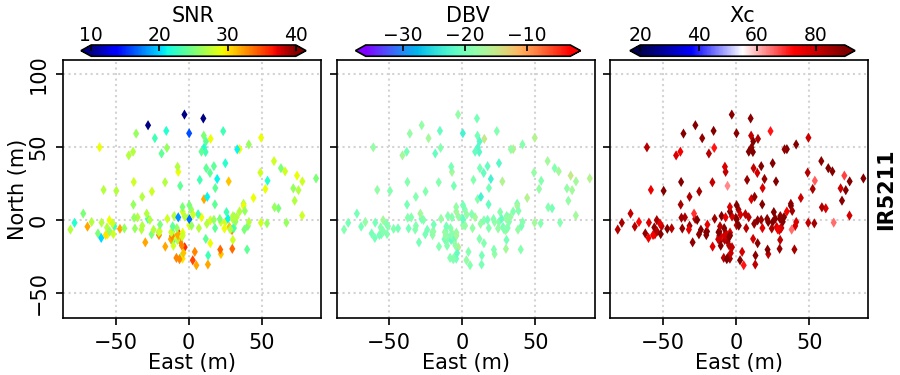 SNR DBV Xc
10 20 30 40 −30 −20 −10 20 40 60 80
100
50
0
−50
North (m)
IR5211
−50 0 50 −50 0 50 −50 0 50
East (m) East (m) East (m)